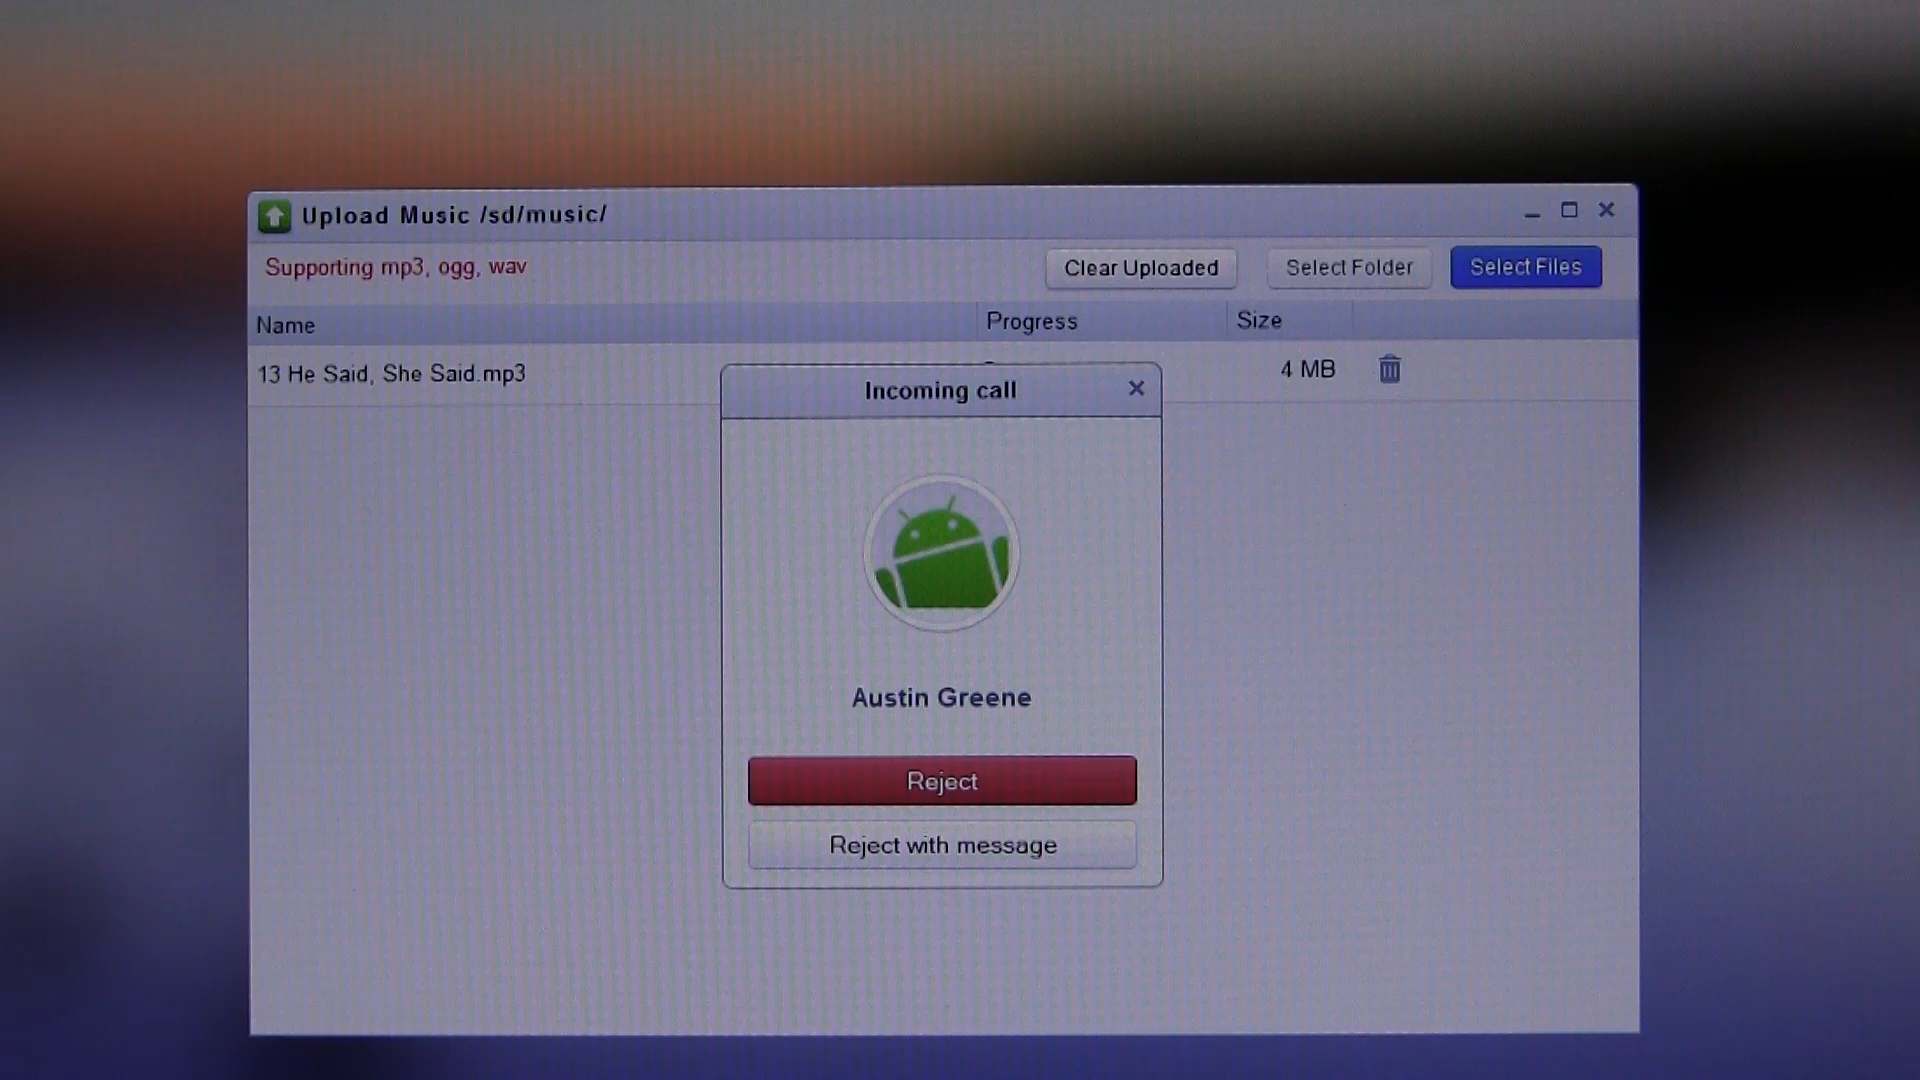 Upload Music /sd/music/
Supporting mp3, ogg, wav
Clear Uploaded
Select Folder
Select Files
Name
Progress
Size
13 He Said, She Said.mp3
4 MB
Incoming call
Austin Greene
Reject
Reject with message